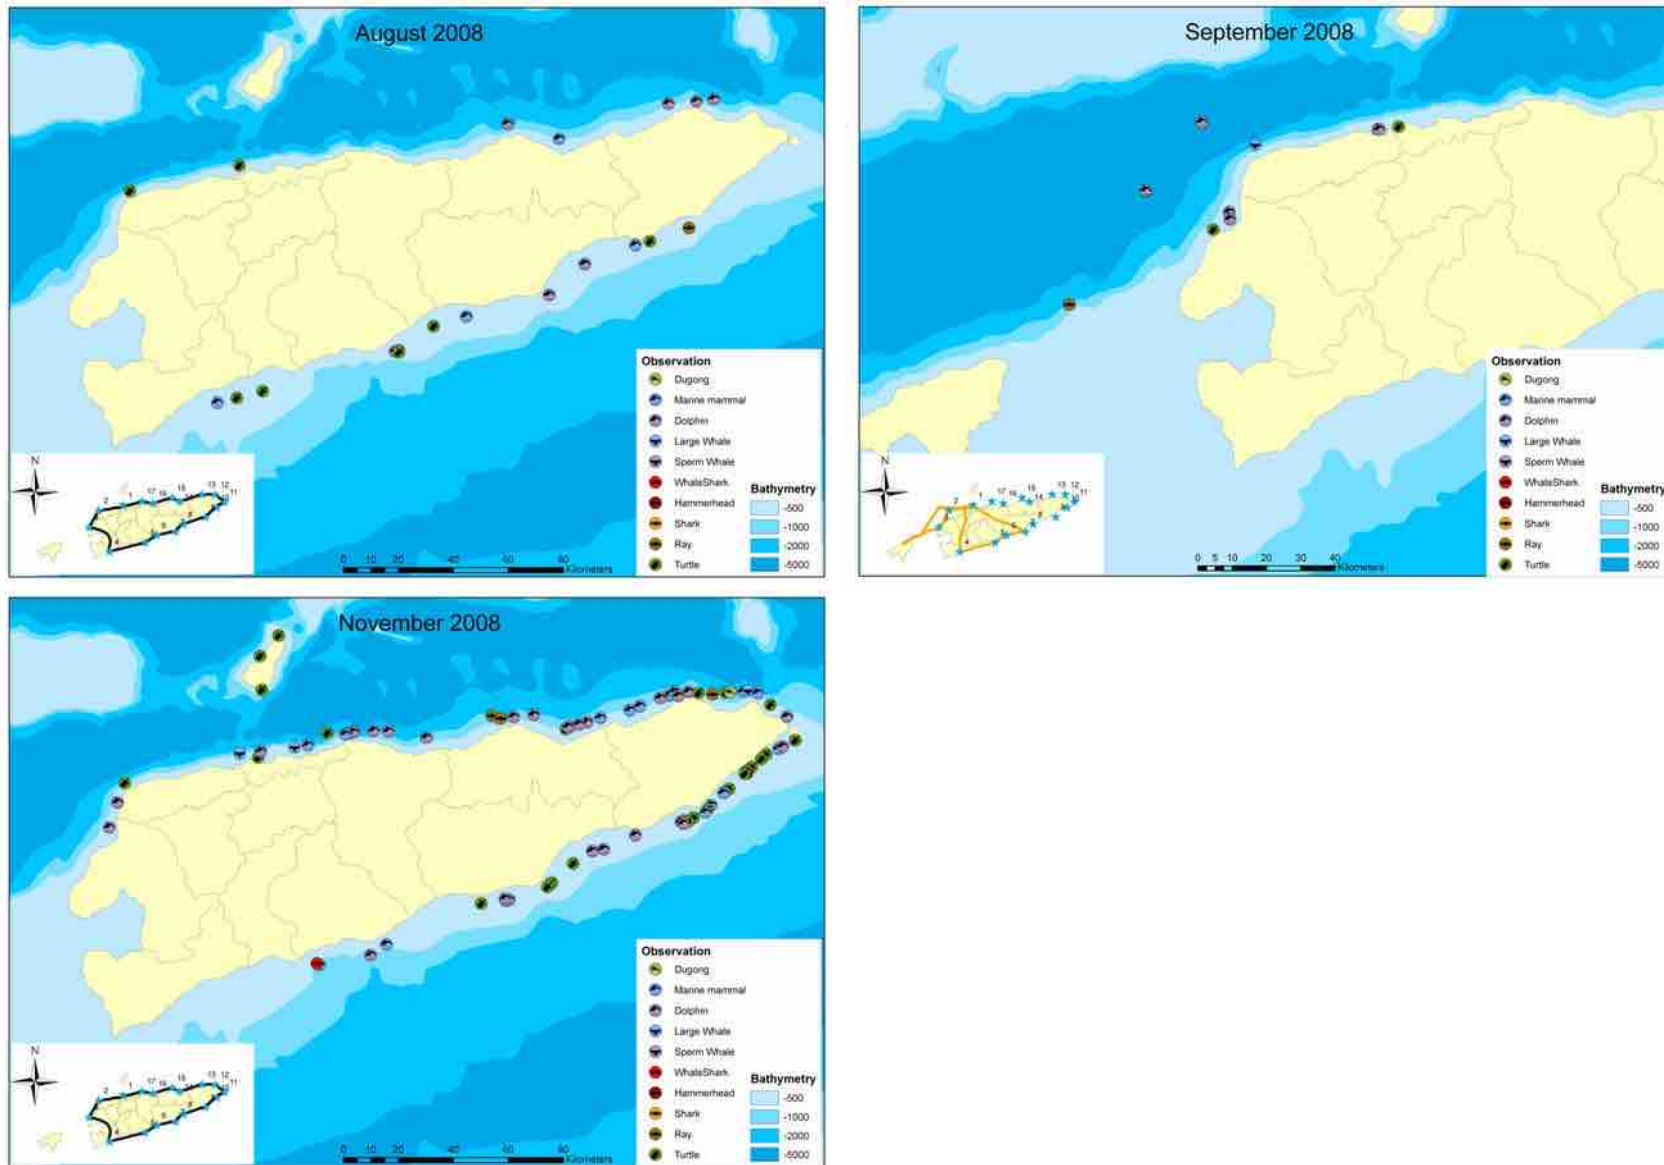 August 2008
Observation
Dugong
Marine mammal
Dolphin
Large Whale
Sperm Whale
WhaleShark
Hammerhead
Shark
Ray
Turtle
Bathymetry
-500
-1000
-2000
-5000
N
0 10 20 40 60 80
Kilometers
September 2008
Observation
Dugong
Marine mammal
Dolphin
Large Whale
Sperm Whale
WhaleShark
Hammerhead
Shark
Ray
Turtle
Bathymetry
-500
-1000
-2000
-5000
N
0 5 10 20 30 40
Kilometers
November 2008
Observation
Dugong
Marine mammal
Dolphin
Large Whale
Sperm Whale
WhaleShark
Hammerhead
Shark
Ray
Turtle
Bathymetry
-500
-1000
-2000
-5000
N
0 10 20 40 60 80
Kilometers